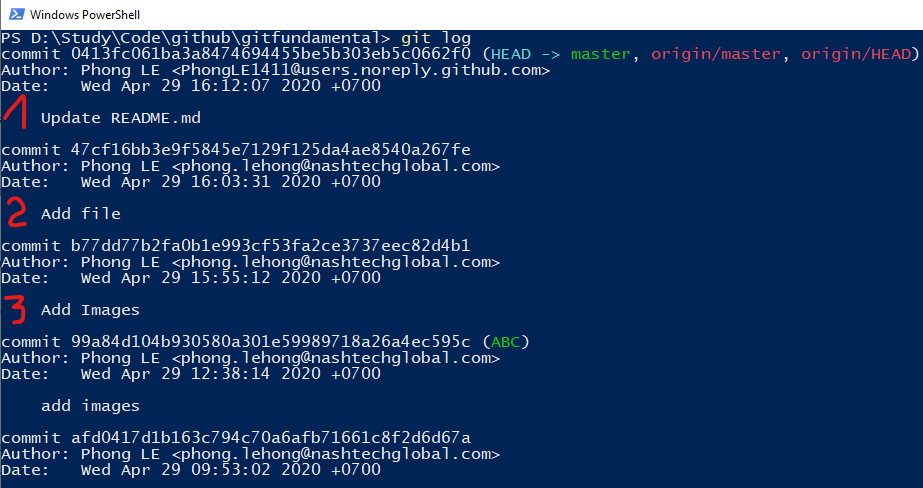 Windows PowerShell
PS D:\Study\Code\github\gitfundamental> git log
commit 0413fc061ba3a8474694455be5b303eb5c0662f0 (HEAD -> master, origin/master, origin/HEAD)
Author: Phong LE <PhongLE1411@users.noreply.github.com>
Date:   Wed Apr 29 16:12:07 2020 +0700
1
    Update README.md
commit 47cf16bb3e9f5845e7129f125da4ae8540a267fe
Author: Phong LE <phong.lehong@nashtechglobal.com>
Date:   Wed Apr 29 16:03:31 2020 +0700
2
    Add file
commit b77dd77b2fa0b1e993cf53fa2ce3737eec82d4b1
Author: Phong LE <phong.lehong@nashtechglobal.com>
Date:   Wed Apr 29 15:55:12 2020 +0700
3
    Add Images
commit 99a84d104b930580a301e59989718a26a4ec595c (ABC)
Author: Phong LE <phong.lehong@nashtechglobal.com>
Date:   Wed Apr 29 12:38:14 2020 +0700
    add images
commit afd0417d1b163c794c70a6afb71661c8f2d6d67a
Author: Phong LE <phong.lehong@nashtechglobal.com>
Date:   Wed Apr 29 09:53:02 2020 +0700